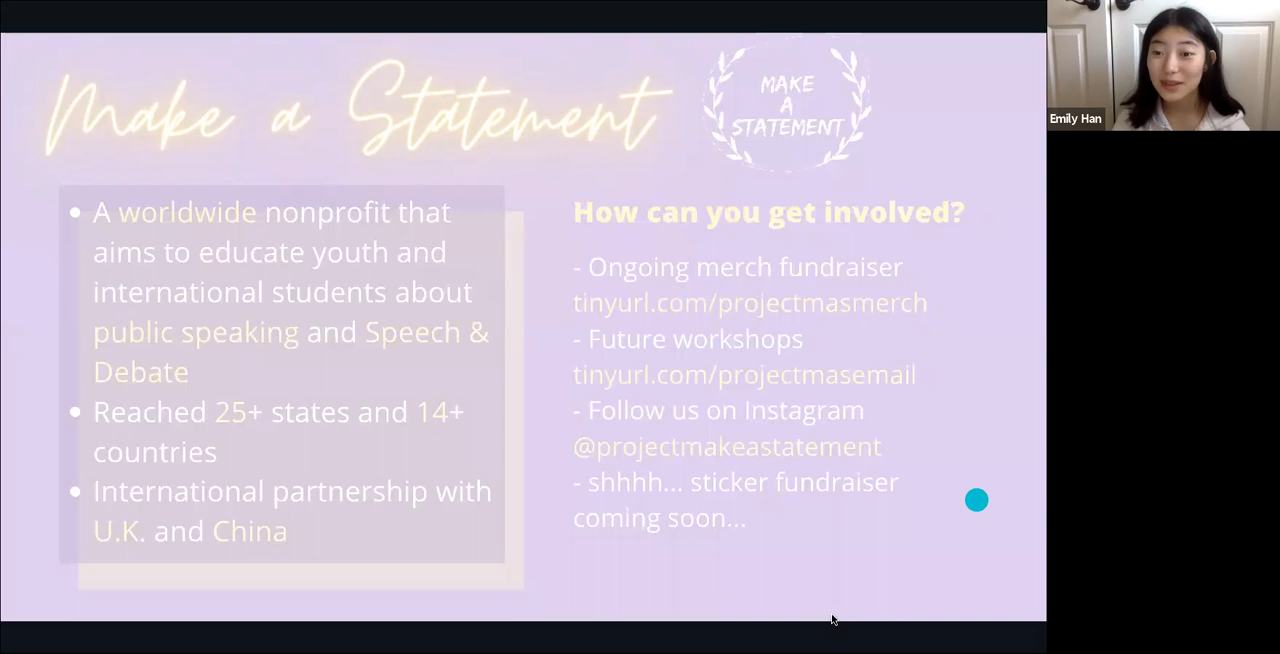 Make a Statement
MAKE
A
STATEMENT
Emily Han
• A worldwide nonprofit that
aims to educate youth and
international students about
public speaking and Speech &
Debate
• Reached 25+ states and 14+
countries
• International partnership with
U.K. and China
How can you get involved?
- Ongoing merch fundraiser
tinyurl.com/projectmasmerch
- Future workshops
tinyurl.com/projectmasemail
- Follow us on Instagram
@projectmakeastatement
- shhhh... sticker fundraiser
coming soon...